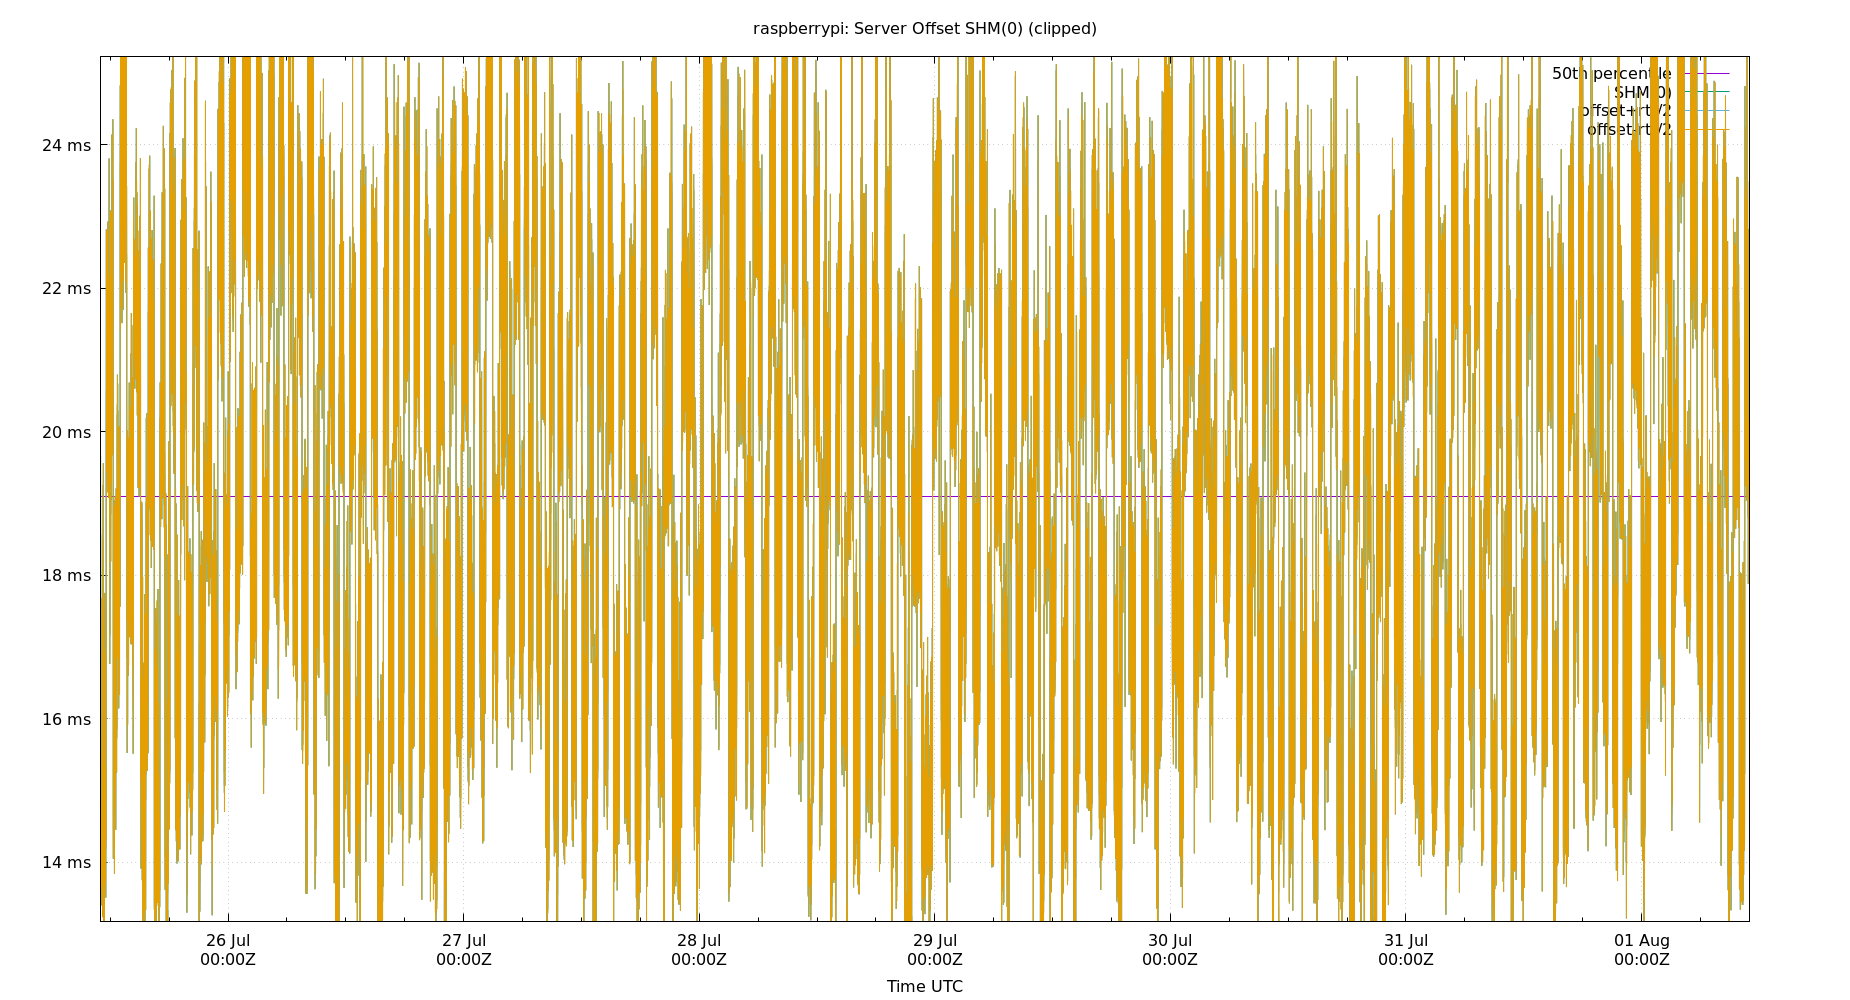 raspberrypi: Server Offset SHM(0) (clipped)
50th percentile
SHM(0)
offset+rtt/2
offset-rtt/2
24 ms
22 ms
20 ms
18 ms
16 ms
14 ms
26 Jul 27 Jul 28 Jul 29 Jul 30 Jul 31 Jul 01 Aug
00:00Z 00:00Z 00:00Z 00:00Z 00:00Z 00:00Z 00:00Z
Time UTC